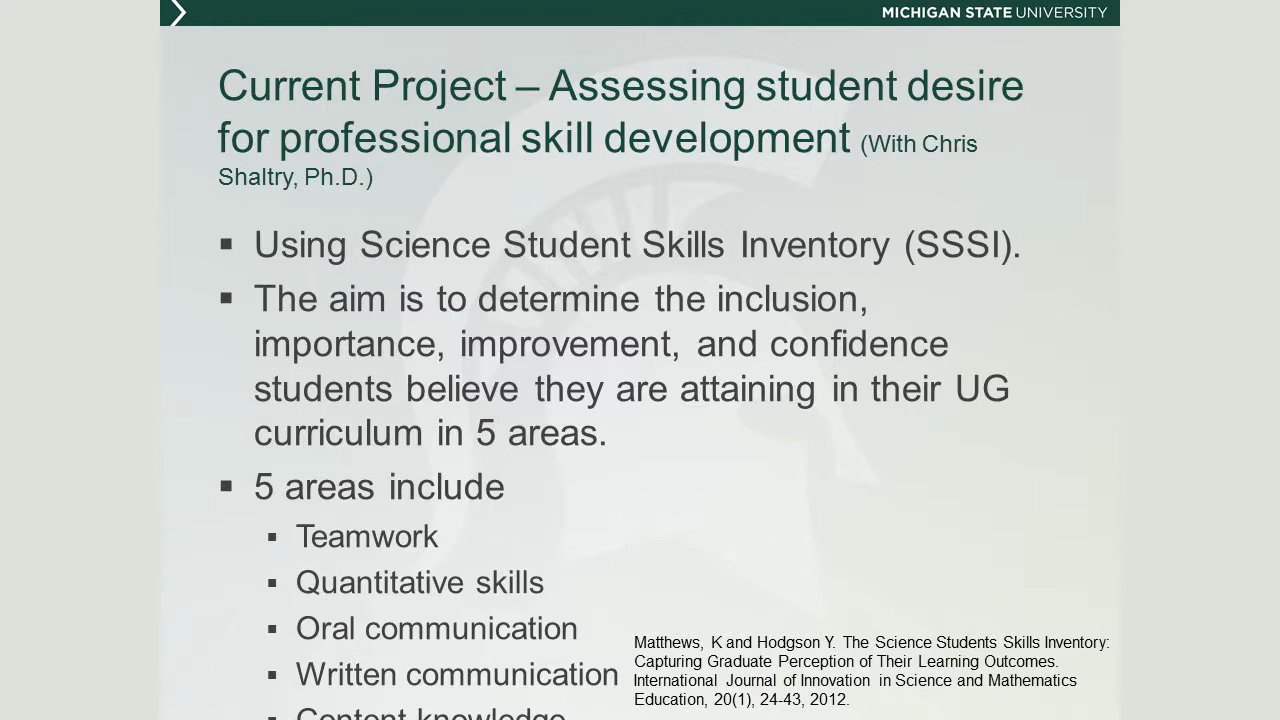 MICHIGAN STATE UNIVERSITY
Current Project – Assessing student desire
for professional skill development (With Chris
Shaltry, Ph.D.)
▪ Using Science Student Skills Inventory (SSSI).
▪ The aim is to determine the inclusion,
importance, improvement, and confidence
students believe they are attaining in their UG
curriculum in 5 areas.
▪ 5 areas include
▪ Teamwork
▪ Quantitative skills
▪ Oral communication
▪ Written communication
▪ Content knowledge
Matthews, K and Hodgson Y. The Science Students Skills Inventory:
Capturing Graduate Perception of Their Learning Outcomes.
International Journal of Innovation in Science and Mathematics
Education, 20(1), 24-43, 2012.